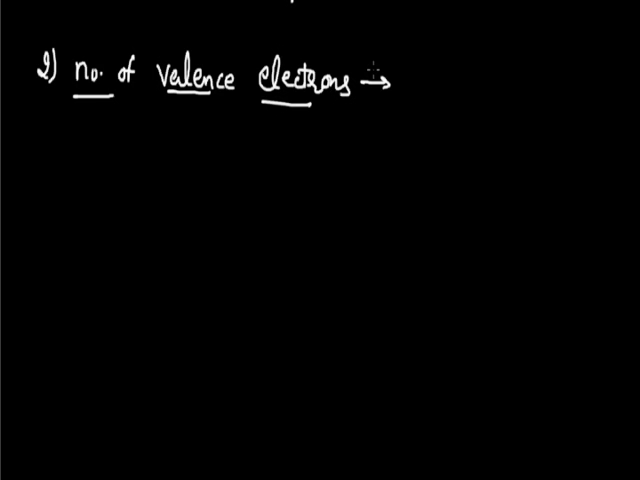 2) no. of valence electrons →